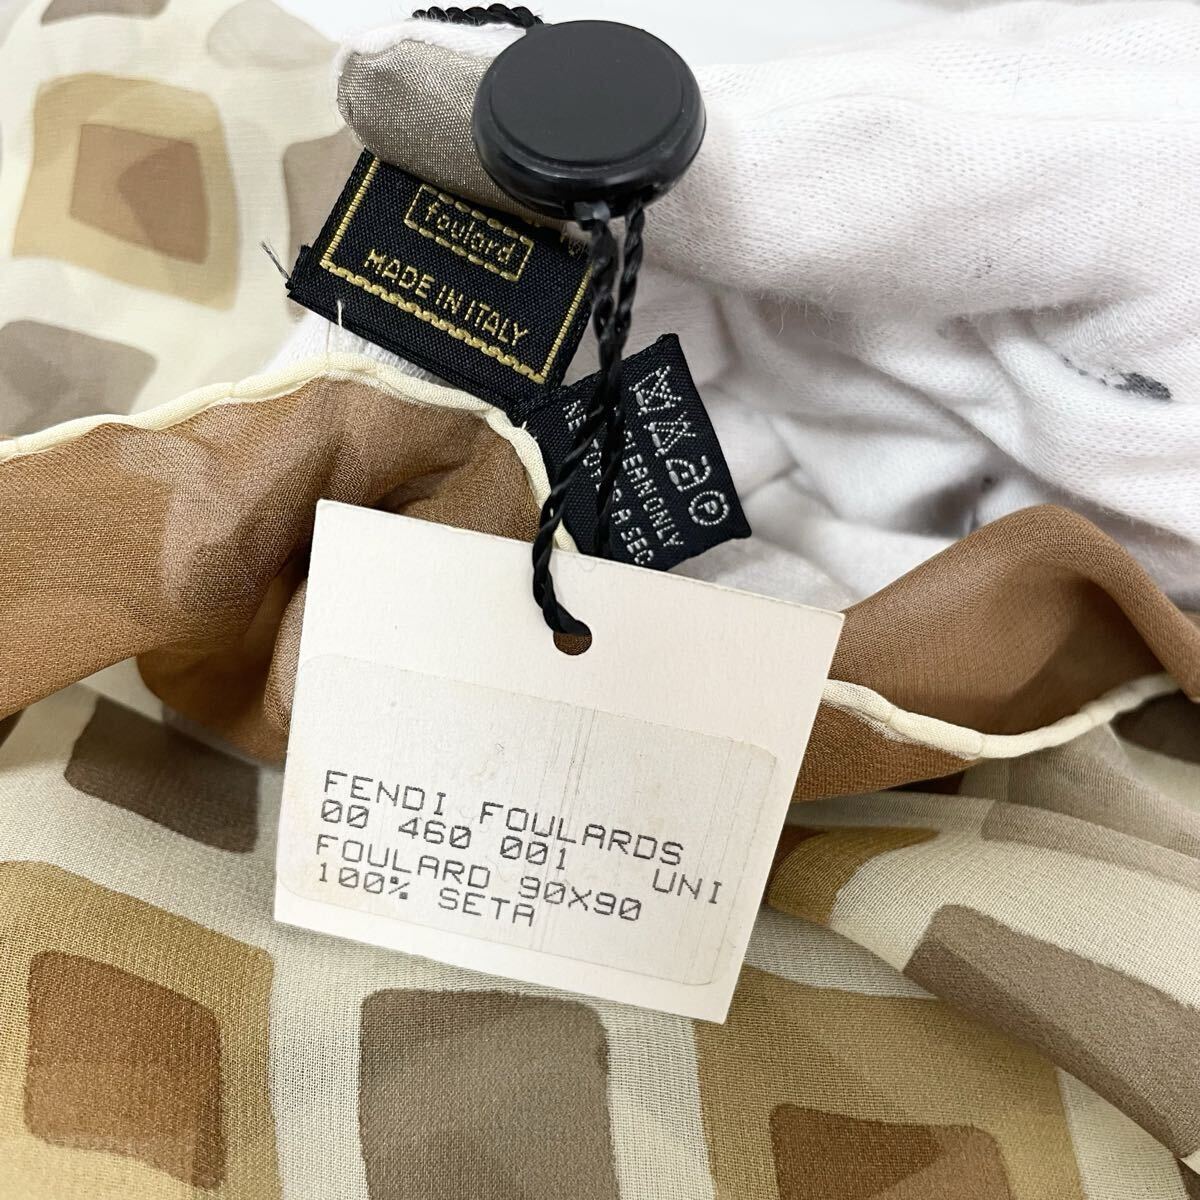 foulard
MADE IN ITALY
P
FENDI FOULARDS
00 460 001 UNI
FOULARD 90X90
100% SETA